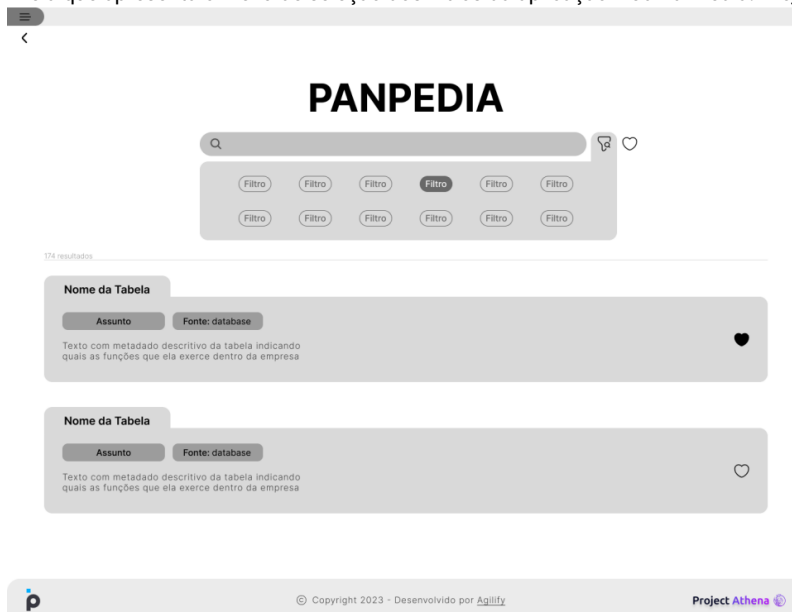 PANPEDIA
Filtro Filtro Filtro Filtro Filtro Filtro
Filtro Filtro Filtro Filtro Filtro Filtro
174 resultados
Nome da Tabela
Assunto Fonte: database
Texto com metadado descritivo da tabela indicando
quais as funções que ela exerce dentro da empresa
Nome da Tabela
Assunto Fonte: database
Texto com metadado descritivo da tabela indicando
quais as funções que ela exerce dentro da empresa
© Copyright 2023 - Desenvolvido por Agilify
Project Athena